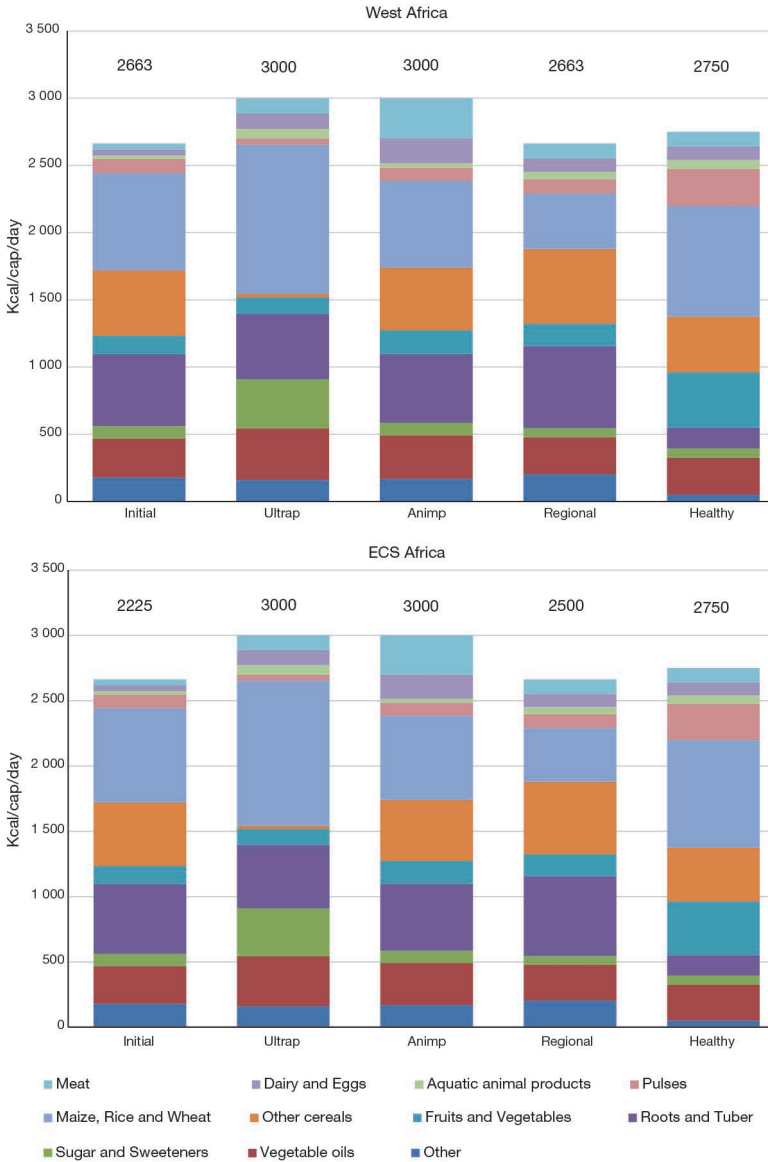 West Africa
3 500
2663 3000 3000 2663 2750
3 000
2 500
2 000
Kcal/cap/day
1 500
1 000
500
0
Initial Ultrap Animp Regional Healthy
ECS Africa
3 500
2225 3000 3000 2500 2750
3 000
2 500
2 000
Kcal/cap/day
1 500
1 000
500
0
Initial Ultrap Animp Regional Healthy
Meat Dairy and Eggs Aquatic animal products Pulses
Maize, Rice and Wheat Other cereals Fruits and Vegetables Roots and Tuber
Sugar and Sweeteners Vegetable oils Other